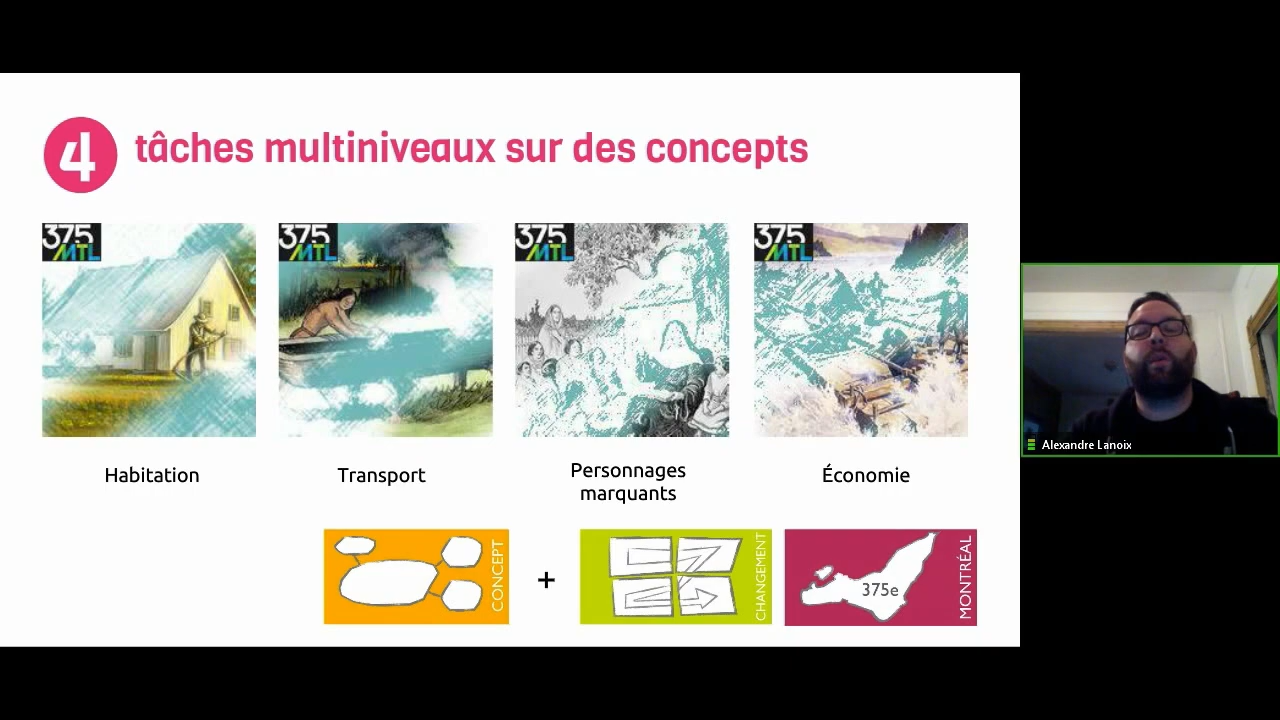 4 tâches multiniveaux sur des concepts
375 MTL
375 MTL
375 MTL
375 MTL
Habitation
Transport
Personnages
marquants
Économie
CONCEPT
+
CHANGEMENT
375e
MONTRÉAL
Alexandre Lanoix